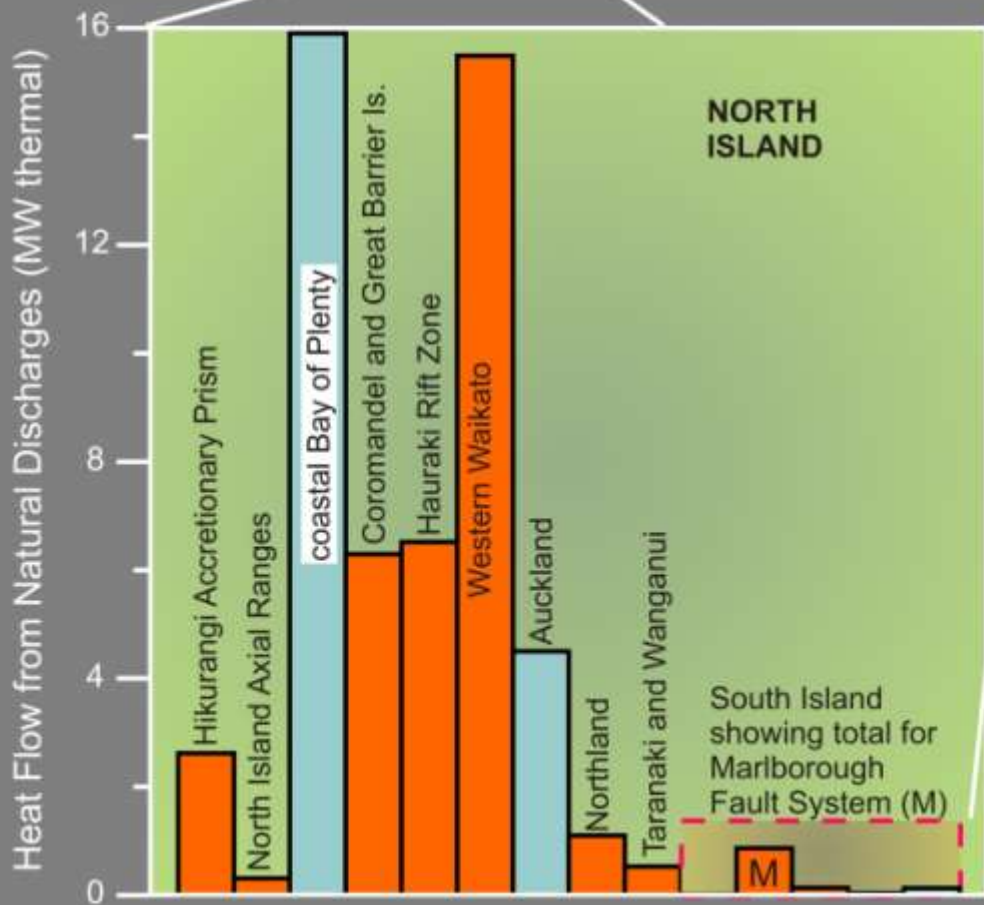 Heat Flow from Natural Discharges (MW thermal)
16
12
8
4
0
Hikurangi Accretionary Prism
North Island Axial Ranges
coastal Bay of Plenty
Coromandel and Great Barrier Is.
Hauraki Rift Zone
Western Waikato
Auckland
Northland
Taranaki and Wanganui
NORTH
ISLAND
South Island
showing total for
Marlborough
Fault System (M)
M